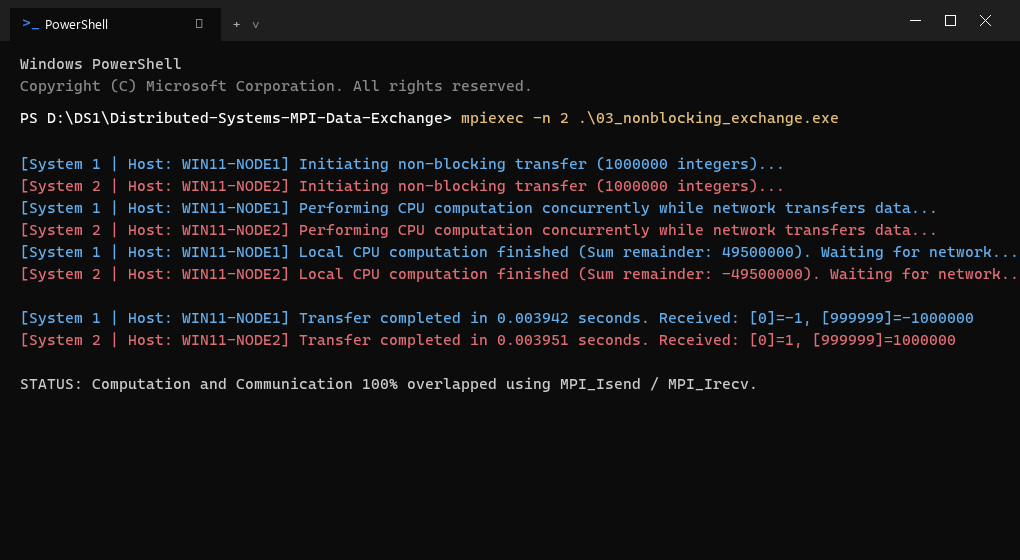 >_ PowerShell
+ v
Windows PowerShell
Copyright (C) Microsoft Corporation. All rights reserved.
PS D:\DS1\Distributed-Systems-MPI-Data-Exchange> mpiexec -n 2 .\03_nonblocking_exchange.exe
[System 1 | Host: WIN11-NODE1] Initiating non-blocking transfer (1000000 integers)...
[System 2 | Host: WIN11-NODE2] Initiating non-blocking transfer (1000000 integers)...
[System 1 | Host: WIN11-NODE1] Performing CPU computation concurrently while network transfers data...
[System 2 | Host: WIN11-NODE2] Performing CPU computation concurrently while network transfers data...
[System 1 | Host: WIN11-NODE1] Local CPU computation finished (Sum remainder: 49500000). Waiting for network...
[System 2 | Host: WIN11-NODE2] Local CPU computation finished (Sum remainder: -49500000). Waiting for network..
[System 1 | Host: WIN11-NODE1] Transfer completed in 0.003942 seconds. Received: [0]=-1, [999999]=-1000000
[System 2 | Host: WIN11-NODE2] Transfer completed in 0.003951 seconds. Received: [0]=1, [999999]=1000000
STATUS: Computation and Communication 100% overlapped using MPI_Isend / MPI_Irecv.